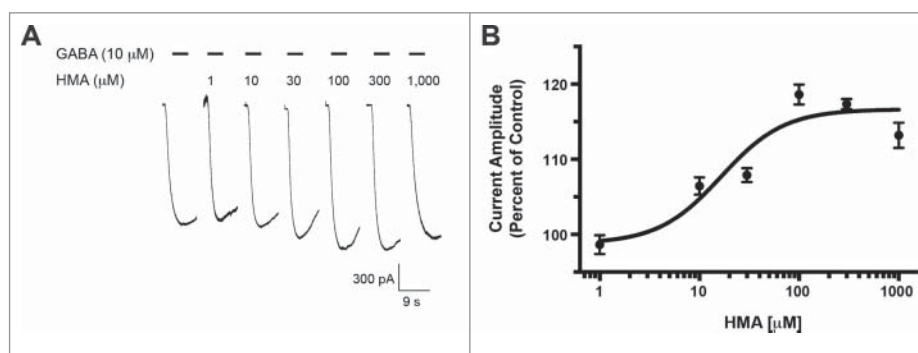 A
GABA (10 μM)
HMA (μM) 1 10 30 100 300 1,000
300 pA
9 s
B
Current Amplitude
(Percent of Control)
120
110
100
1 10 100 1000
HMA [μM]